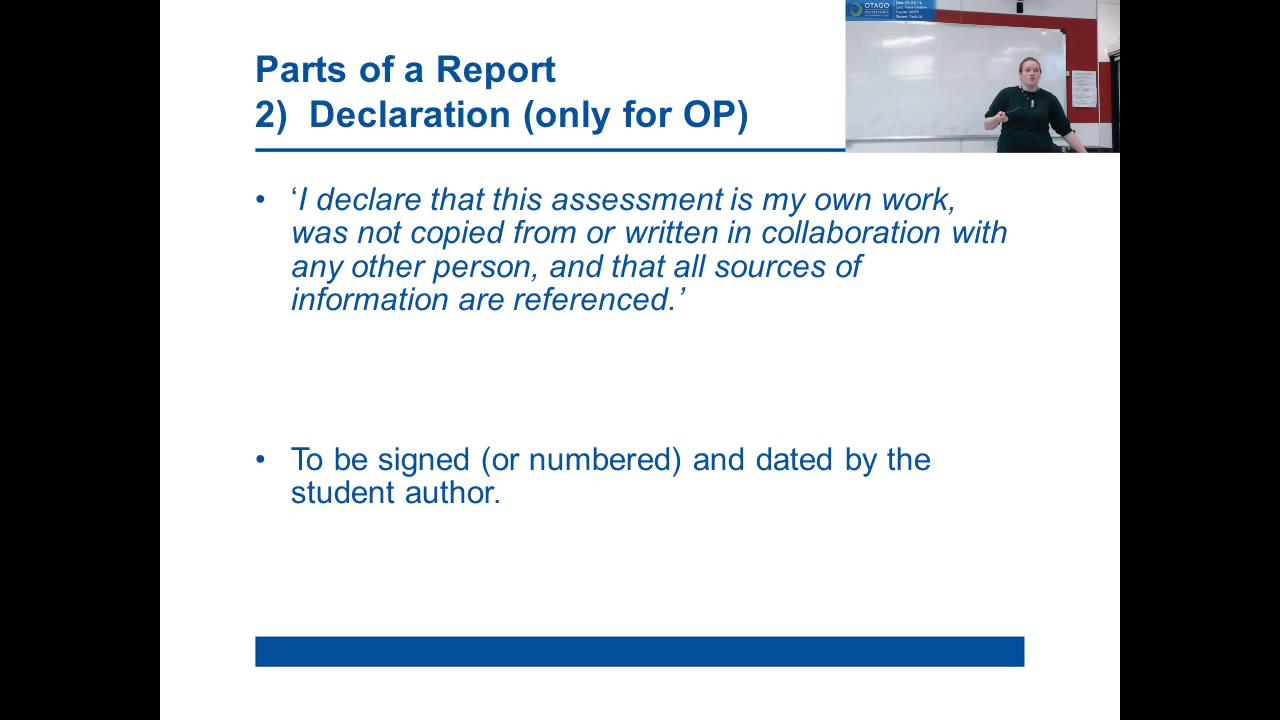 Parts of a Report
2) Declaration (only for OP)
• ‘I declare that this assessment is my own work,
was not copied from or written in collaboration with
any other person, and that all sources of
information are referenced.’
• To be signed (or numbered) and dated by the
student author.
OTAGO